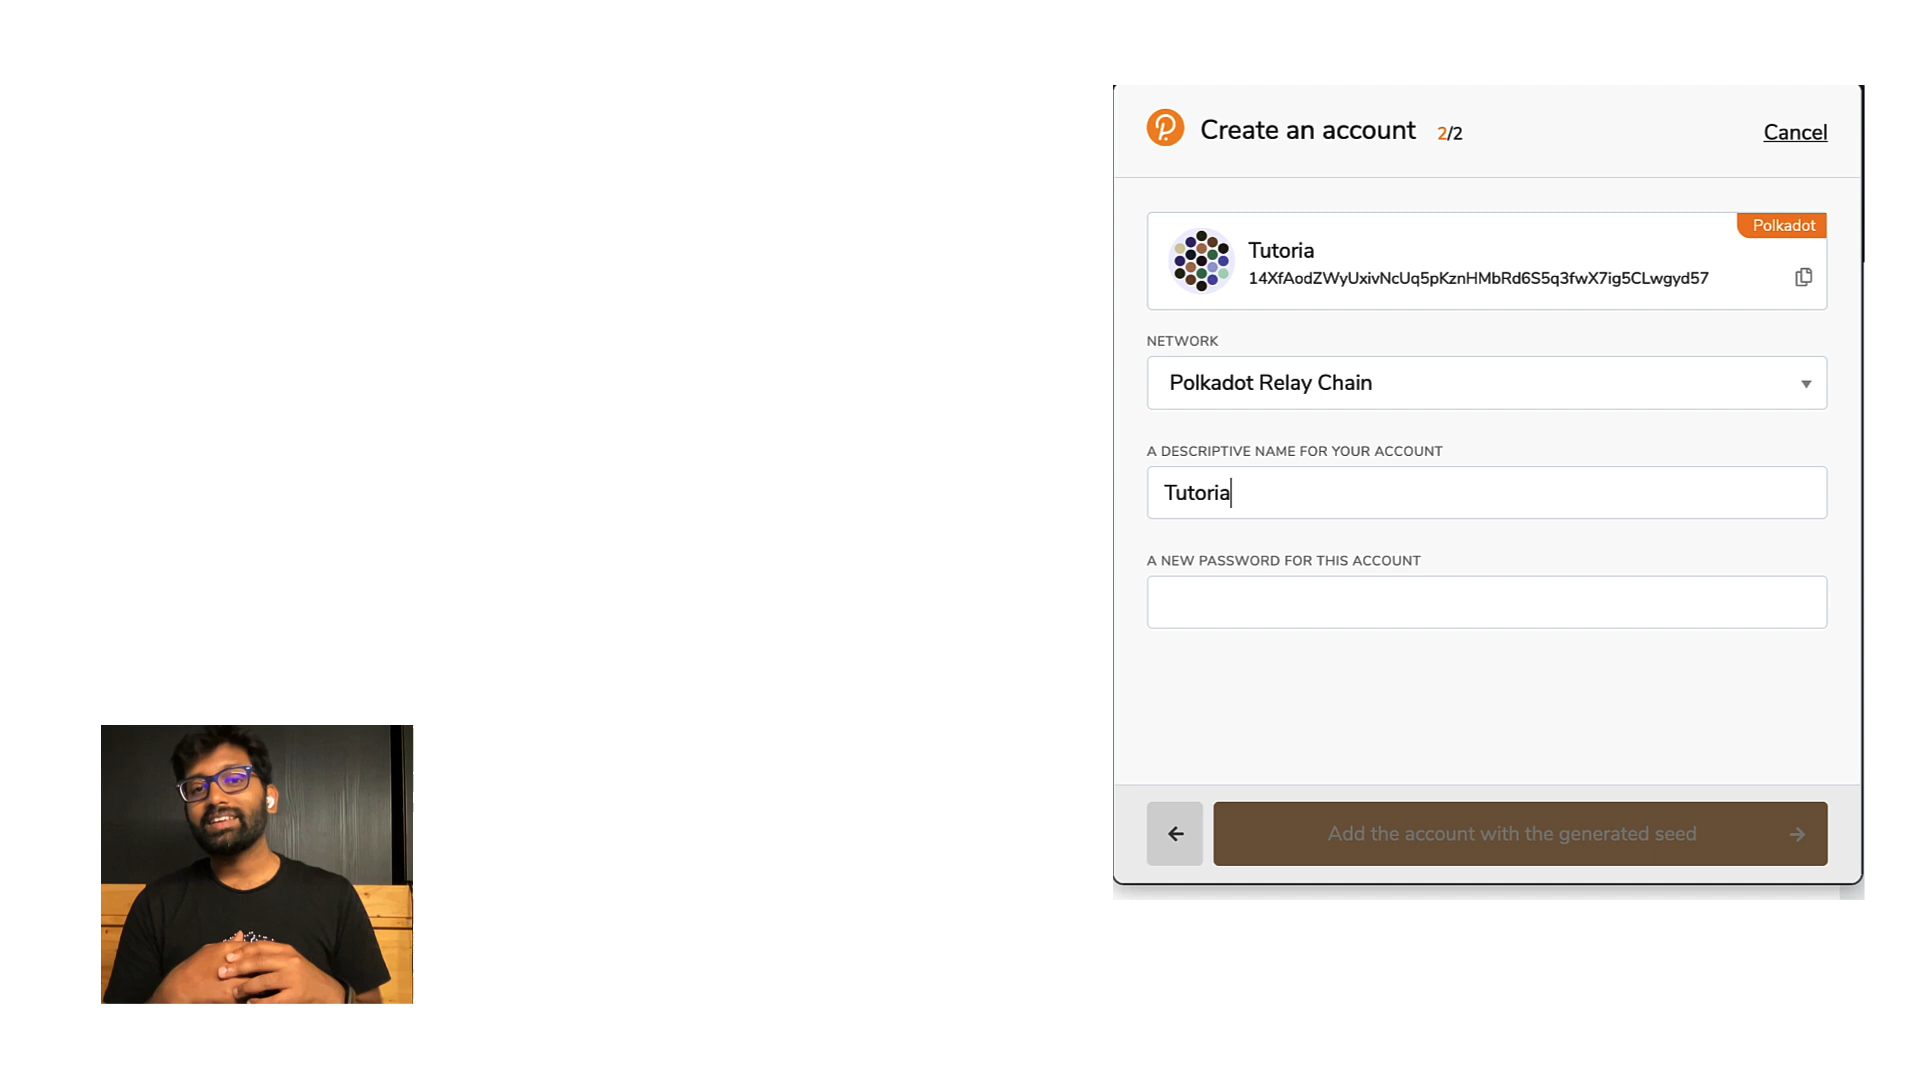 Create an account 2/2
Cancel
Polkadot
Tutoria
14XfAodZWyUxivNcUq5pKznHMbRd6S5q3fwX7ig5CLwgyd57
NETWORK
Polkadot Relay Chain
A DESCRIPTIVE NAME FOR YOUR ACCOUNT
Tutoria
A NEW PASSWORD FOR THIS ACCOUNT
Add the account with the generated seed